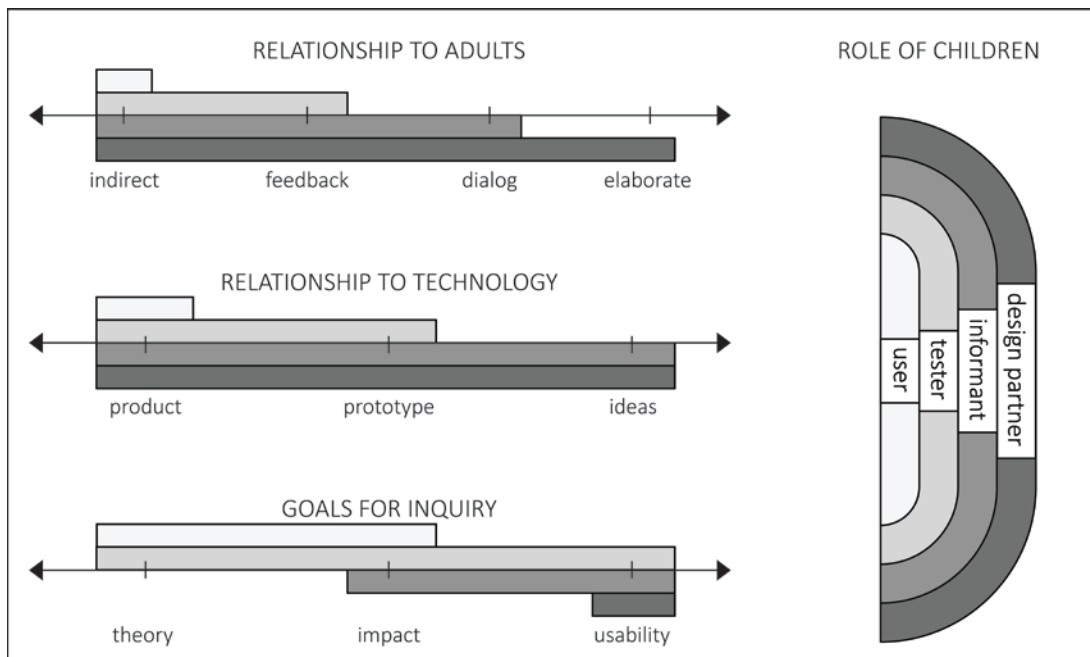 RELATIONSHIP TO ADULTS
indirect feedback dialog elaborate
RELATIONSHIP TO TECHNOLOGY
product prototype ideas
GOALS FOR INQUIRY
theory impact usability
ROLE OF CHILDREN
user
tester
informant
design partner